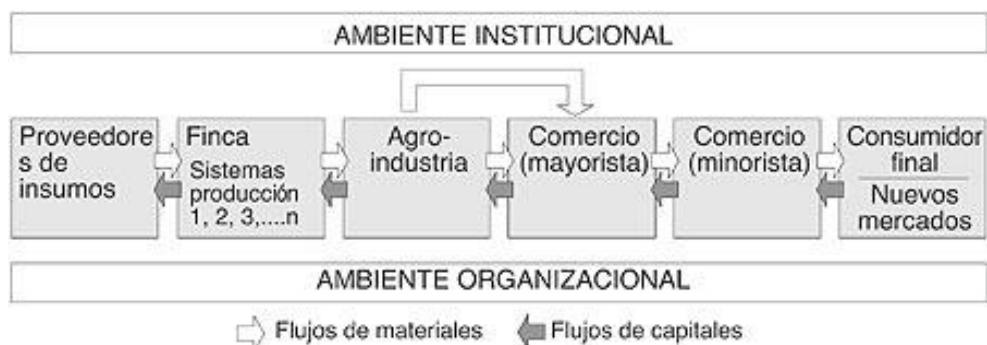 AMBIENTE INSTITUCIONAL
Proveedore
s de
insumos
Finca
Sistemas
producción
1, 2, 3,....n
Agro-
industria
Comercio
(mayorista)
Comercio
(minorista)
Consumidor
final
Nuevos
mercados
AMBIENTE ORGANIZACIONAL
Flujos de materiales
Flujos de capitales